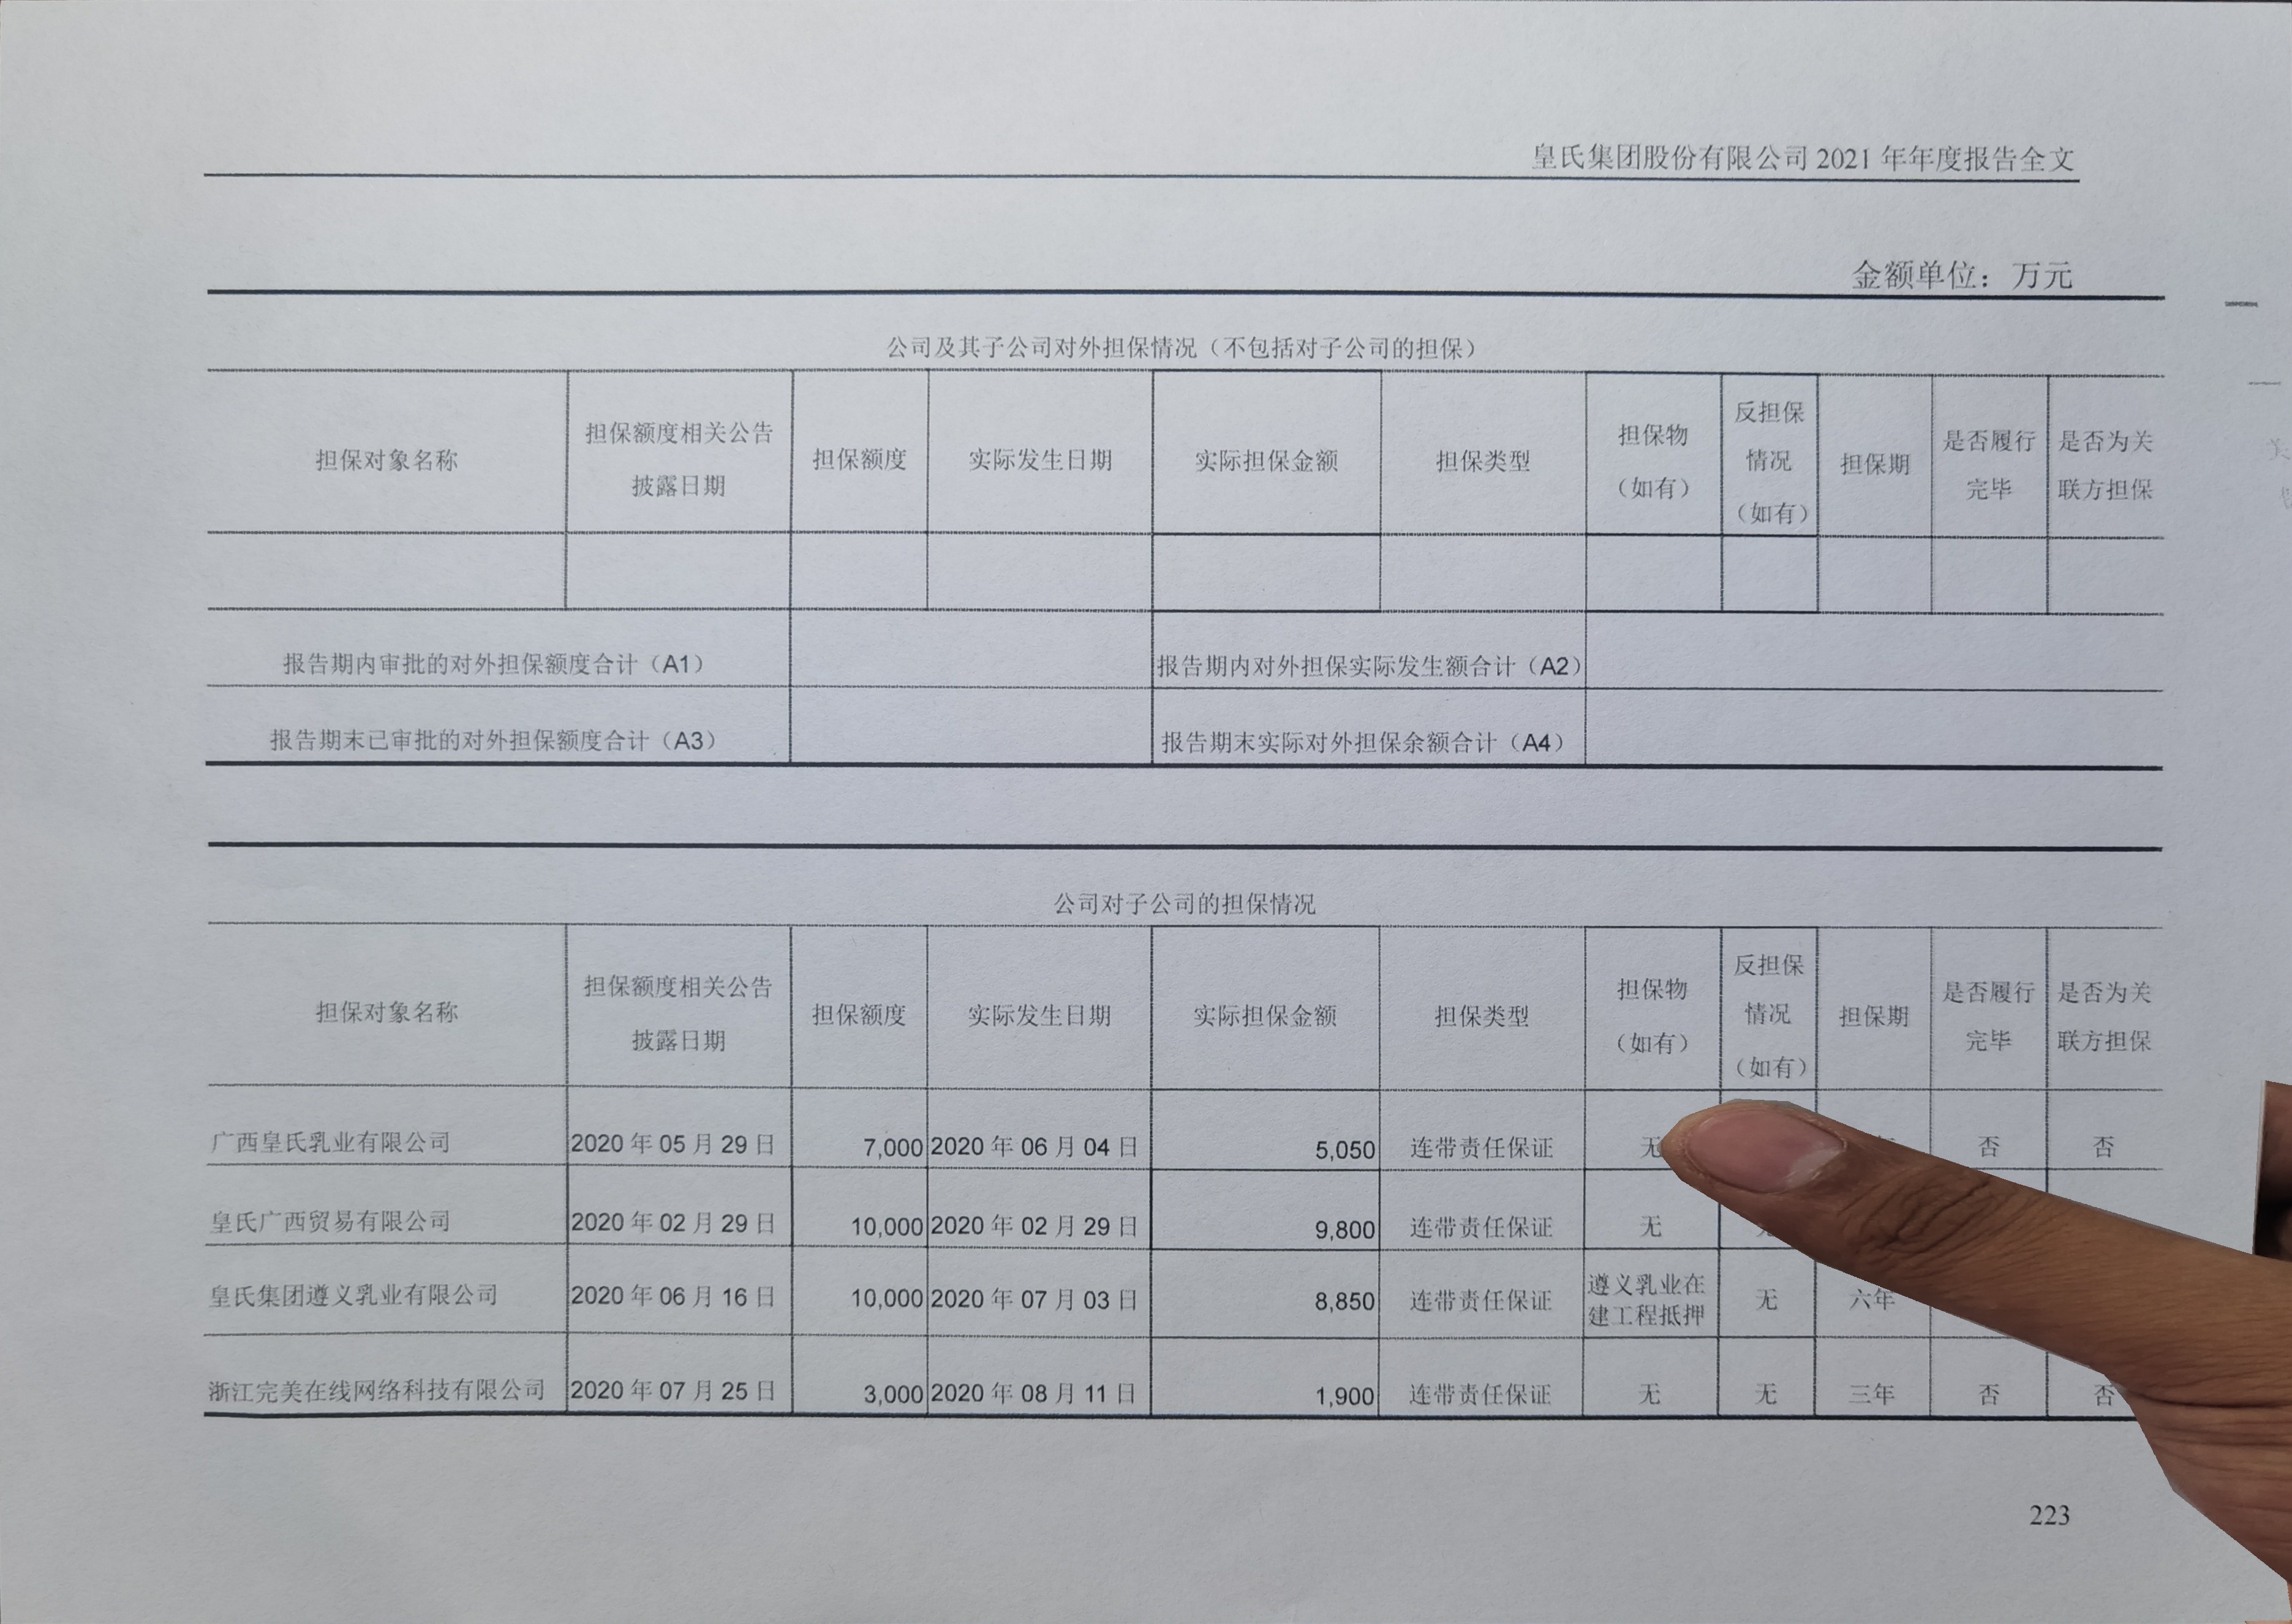 皇氏集团股份有限公司 2021 年年度报告全文
金额单位：万元
公司及其子公司对外担保情况（不包括对子公司的担保）
担保对象名称 担保额度相关公告披露日期 担保额度 实际发生日期 实际担保金额 担保类型 担保物（如有） 反担保情况（如有） 担保期 是否履行完毕 是否为关联方担保
报告期内审批的对外担保额度合计（A1） 报告期内对外担保实际发生额合计（A2）
报告期末已审批的对外担保额度合计（A3） 报告期末实际对外担保余额合计（A4）
公司对子公司的担保情况
担保对象名称 担保额度相关公告披露日期 担保额度 实际发生日期 实际担保金额 担保类型 担保物（如有） 反担保情况（如有） 担保期 是否履行完毕 是否为关联方担保
广西皇氏乳业有限公司 2020 年 05 月 29 日 7,000 2020 年 06 月 04 日 5,050 连带责任保证 无 否 否
皇氏广西贸易有限公司 2020 年 02 月 29 日 10,000 2020 年 02 月 29 日 9,800 连带责任保证 无
皇氏集团遵义乳业有限公司 2020 年 06 月 16 日 10,000 2020 年 07 月 03 日 8,850 连带责任保证 遵义乳业在建工程抵押 无 六年
浙江完美在线网络科技有限公司 2020 年 07 月 25 日 3,000 2020 年 08 月 11 日 1,900 连带责任保证 无 无 三年 否 否
223